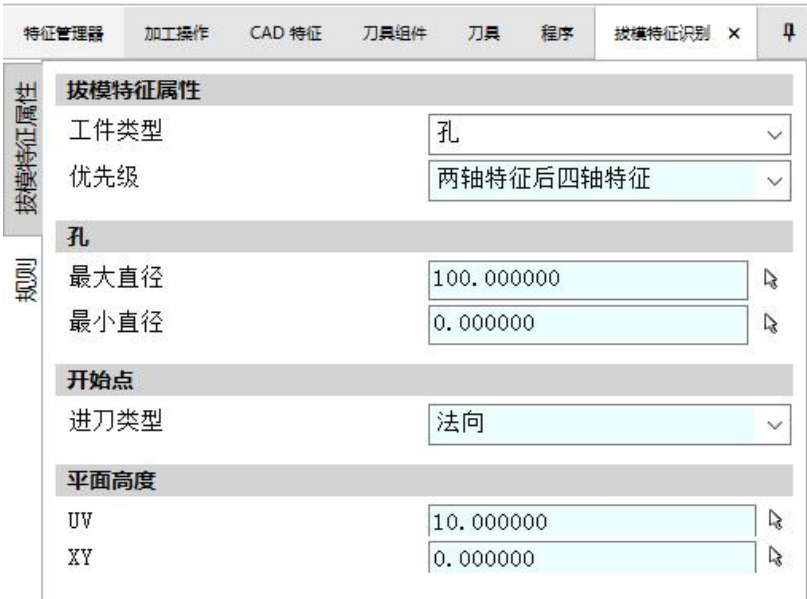 特征管理器 加工操作 CAD 特征 刀具组件 刀具 程序 拔模特征识别
拔模特征属性
规则
拔模特征属性
工件类型 孔
优先级 两轴特征后四轴特征
孔
最大直径 100.000000
最小直径 0.000000
开始点
进刀类型 法向
平面高度
UV 10.000000
XY 0.000000